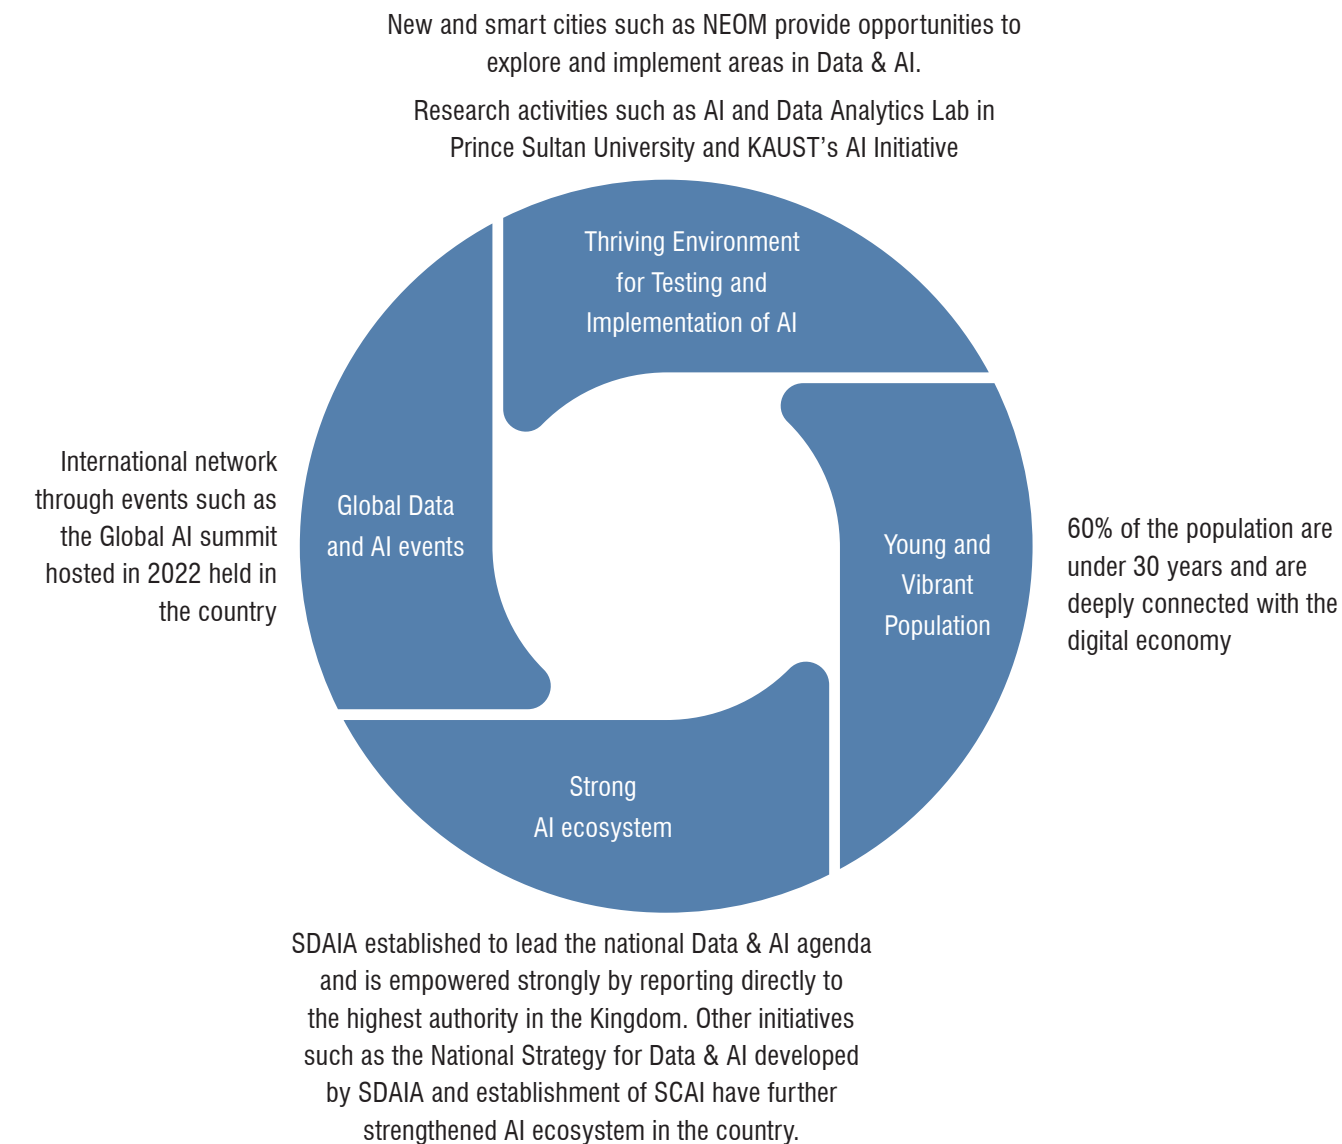 New and smart cities such as NEOM provide opportunities to
explore and implement areas in Data & AI.
Research activities such as AI and Data Analytics Lab in
Prince Sultan University and KAUST’s AI Initiative
Thriving Environment
for Testing and
Implementation of AI
International network
through events such as
the Global AI summit
hosted in 2022 held in
the country
Global Data
and AI events
Young and
Vibrant
Population
60% of the population are
under 30 years and are
deeply connected with the
digital economy
Strong
AI ecosystem
SDAIA established to lead the national Data & AI agenda
and is empowered strongly by reporting directly to
the highest authority in the Kingdom. Other initiatives
such as the National Strategy for Data & AI developed
by SDAIA and establishment of SCAI have further
strengthened AI ecosystem in the country.